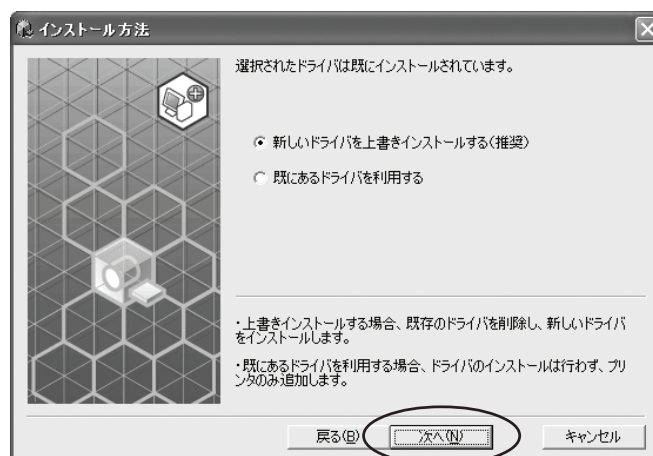 インストール方法
選択されたドライバは既にインストールされています。
新しいドライバを上書きインストールする(推奨)
既にあるドライバを利用する
・上書きインストールする場合、既存のドライバを削除し、新しいドライバ
をインストールします。
・既にあるドライバを利用する場合、ドライバのインストールは行わず、プリ
ンタのみ追加します。
戻る(B) 次へ(N) キャンセル